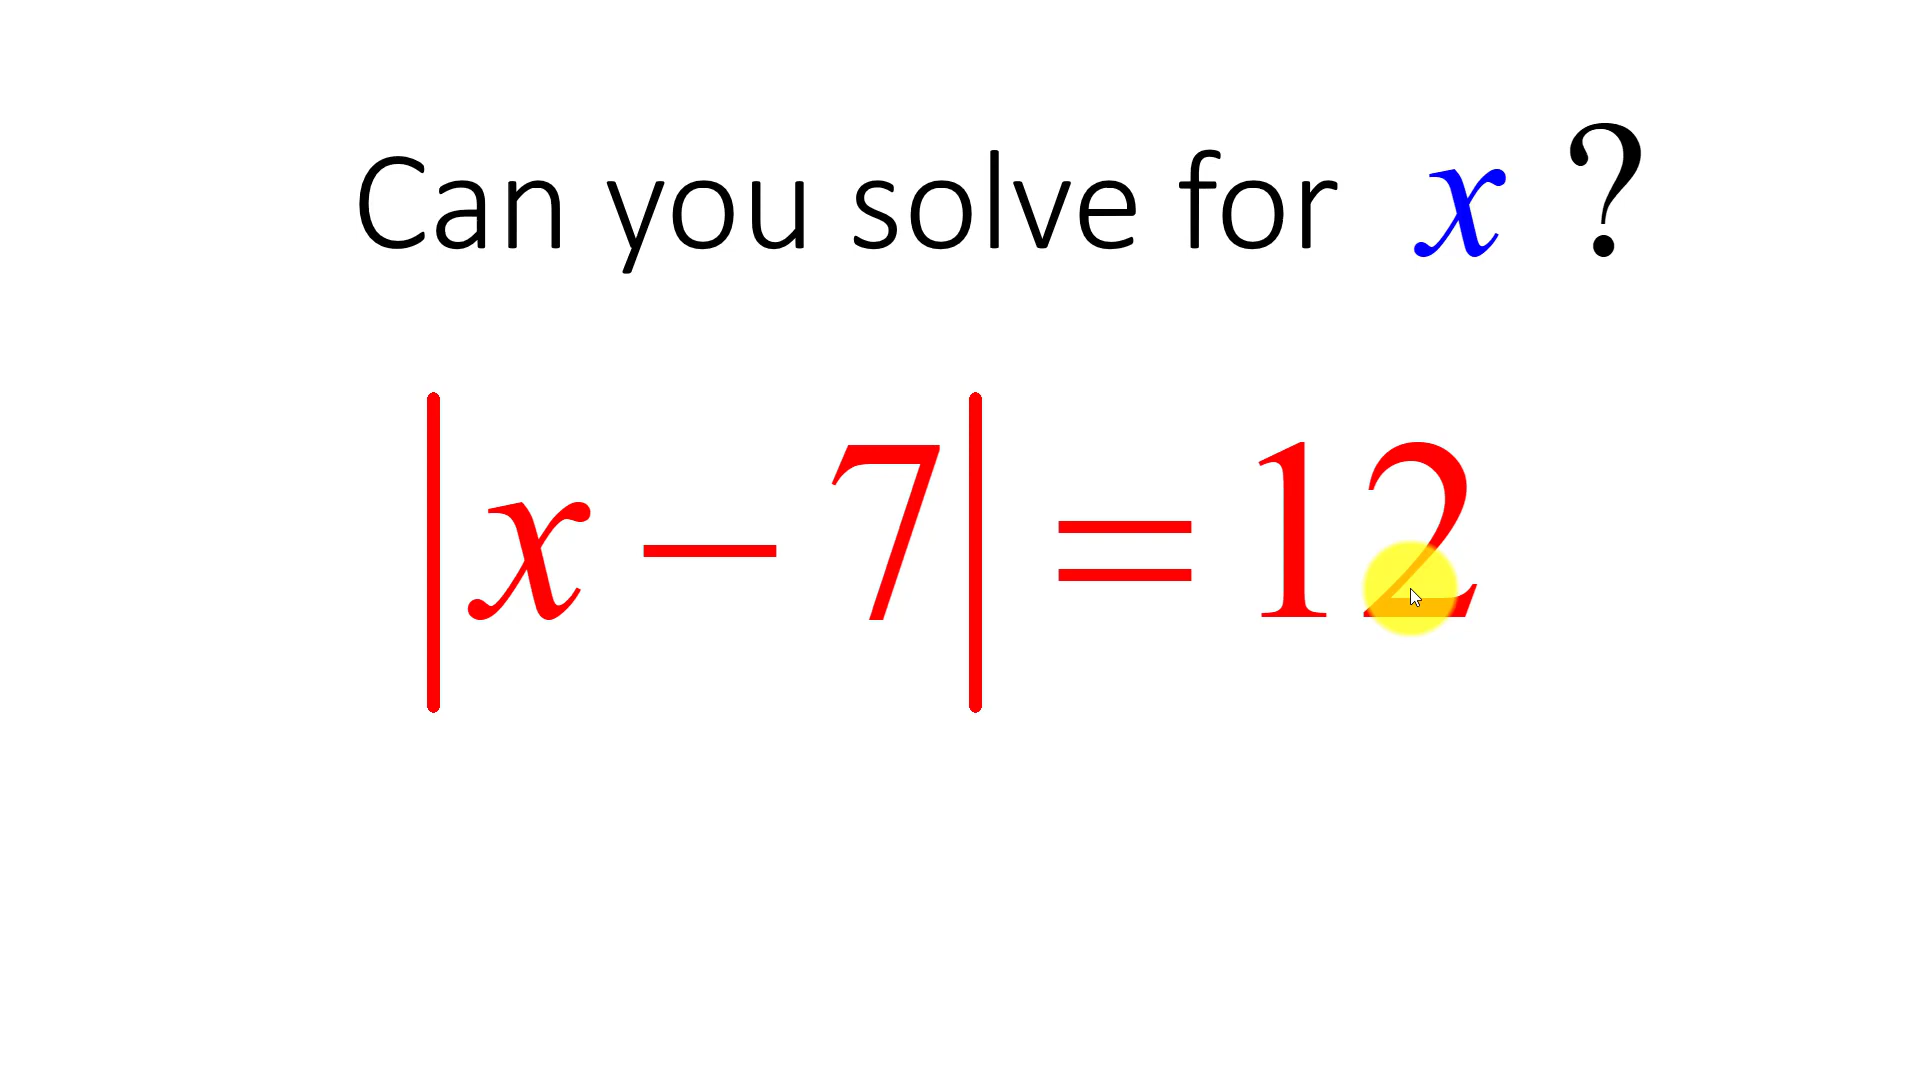 Can you solve for x ?
|x − 7| = 12